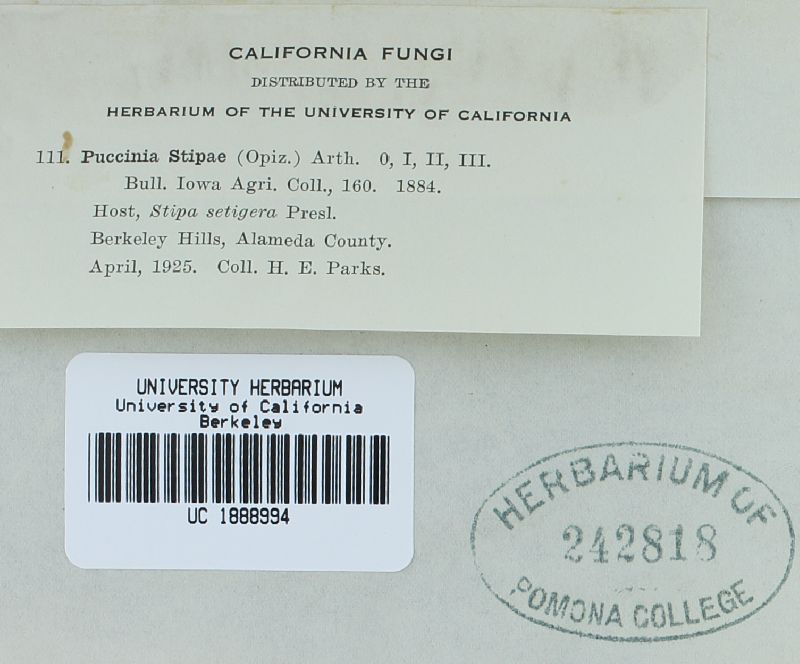 CALIFORNIA FUNGI
DISTRIBUTED BY THE
HERBARIUM OF THE UNIVERSITY OF CALIFORNIA
111. Puccinia Stipae (Opiz.) Arth. 0, I, II, III.
Bull. Iowa Agri. Coll., 160. 1884.
Host, Stipa setigera Presl.
Berkeley Hills, Alameda County.
April, 1925. Coll. H. E. Parks.
UNIVERSITY HERBARIUM
University of California
Berkeley
UC 1888994
HERBARIUM OF
242818
POMONA COLLEGE